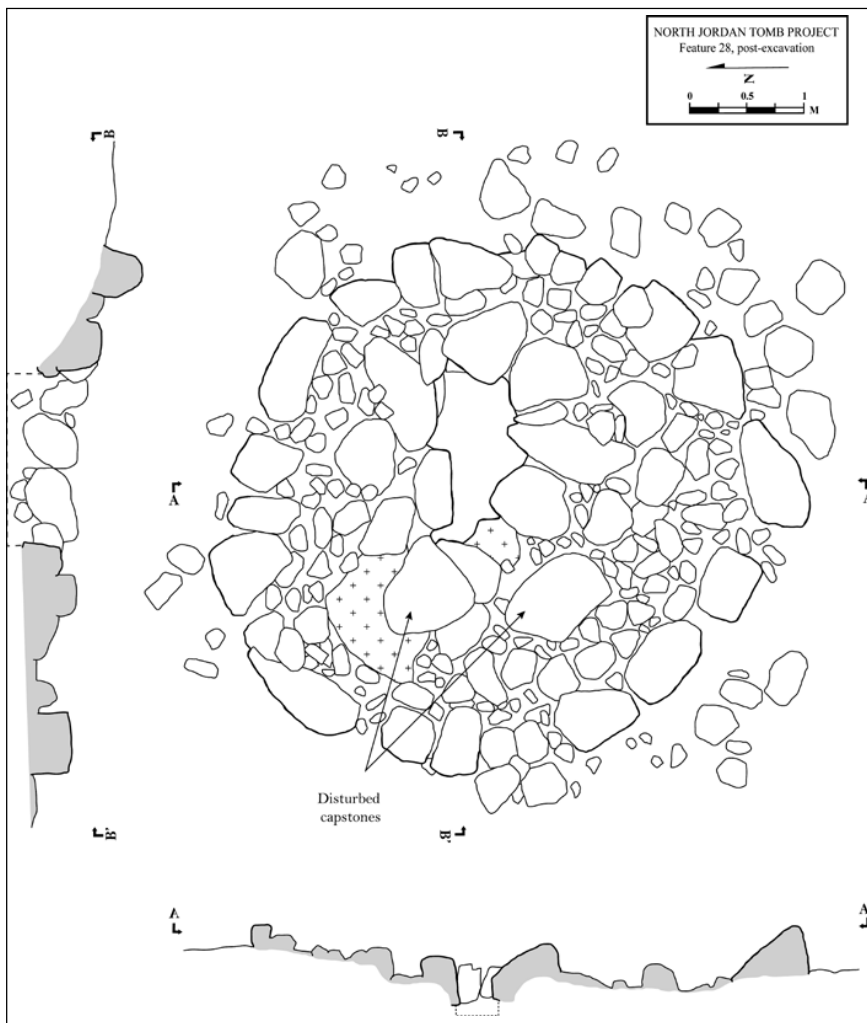 NORTH JORDAN TOMB PROJECT
Feature 28, post-excavation
N
0 0.5 1
M
B B
A A
Disturbed
capstones
B' B'
A A